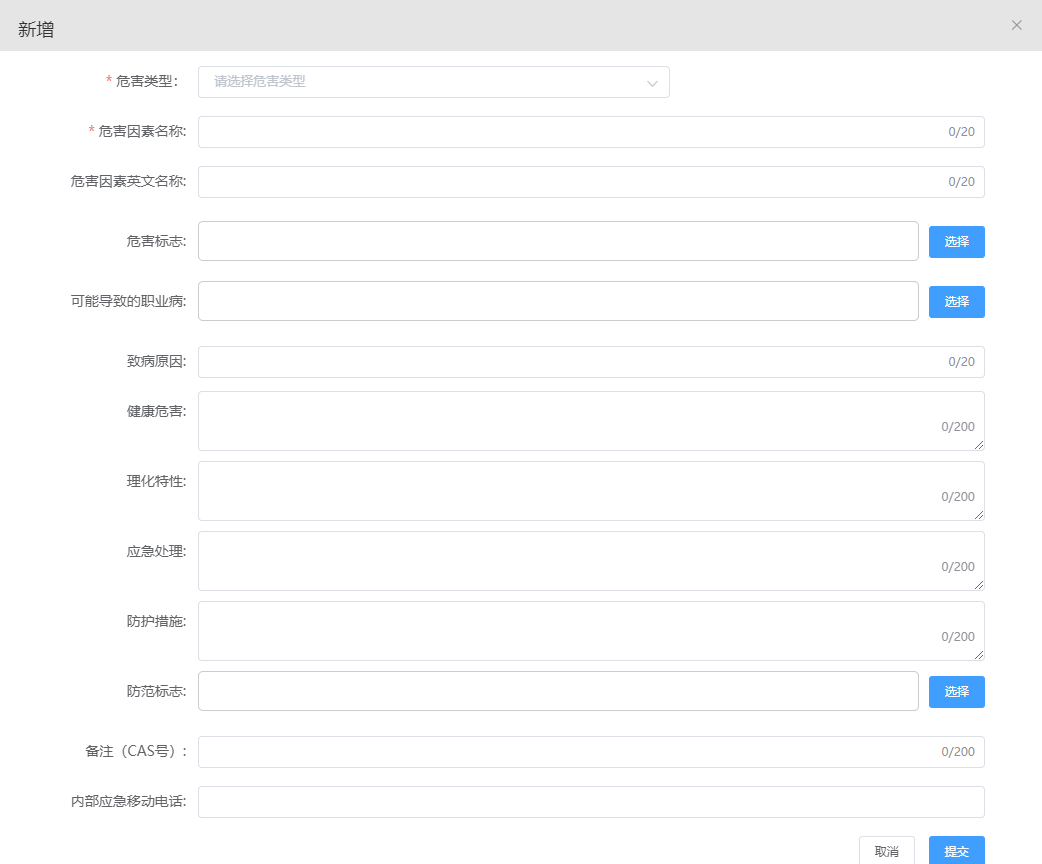 新增
* 危害类型：
请选择危害类型
* 危害因素名称:
0/20
危害因素英文名称:
0/20
危害标志:
选择
可能导致的职业病:
选择
致病原因:
0/20
健康危害:
0/200
理化特性:
0/200
应急处理:
0/200
防护措施:
0/200
防范标志:
选择
备注（CAS号）:
0/200
内部应急移动电话:
取消
提交